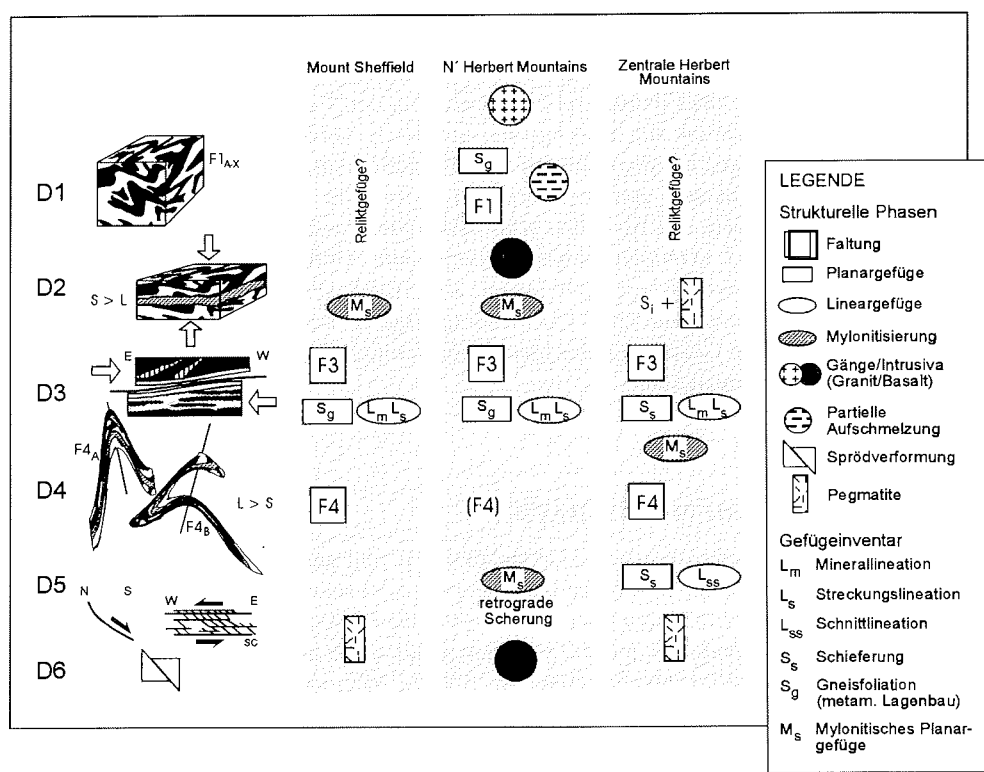 Mount Sheffield
N´ Herbert Mountains
Zentrale Herbert
Mountains
D1
F1A-X
Reliktgefüge?
Sg
F1
Reliktgefüge?
D2
S > L
Ms
Ms
Si +
D3
E
W
F3
F3
F3
Sg
Lm Ls
Sg
Lm Ls
Ss
Lm Ls
Ms
D4
F4A
F4B
L > S
F4
(F4)
F4
D5
N
S
W
E
sc
Ms
retrograde
Scherung
Ss
Lss
D6
LEGENDE
Strukturelle Phasen
Faltung
Planargefüge
Lineargefüge
Mylonitisierung
Gänge/Intrusiva
(Granit/Basalt)
Partielle
Aufschmelzung
Sprödverformung
Pegmatite
Gefügeinventar
Lm Minerallineation
Ls Streckungslineation
Lss Schnittlineation
Ss Schieferung
Sg Gneisfoliation
(metam. Lagenbau)
Ms Mylonitisches Planar-
gefüge